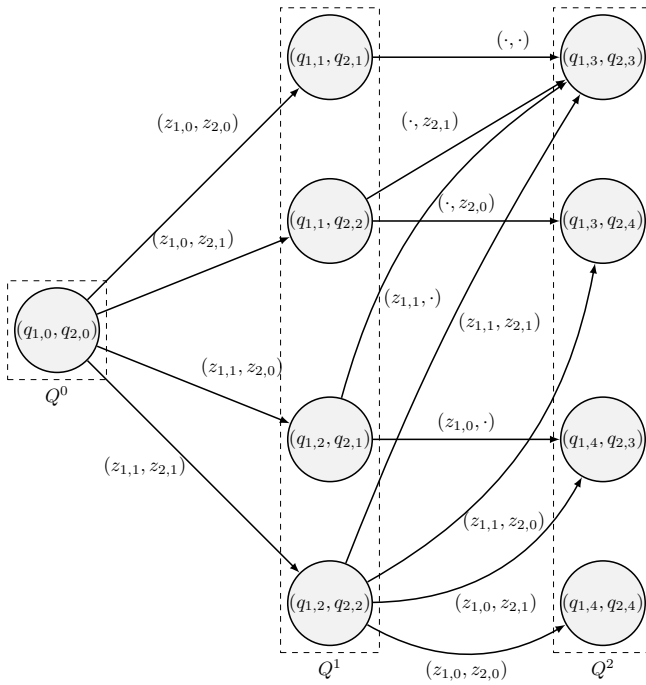 (q_{1,1}, q_{2,1})
(·, ·)
(q_{1,3}, q_{2,3})
(z_{1,0}, z_{2,0})
(·, z_{2,1})
(q_{1,1}, q_{2,2})
(·, z_{2,0})
(q_{1,3}, q_{2,4})
(z_{1,0}, z_{2,1})
(z_{1,1}, ·)
(z_{1,1}, z_{2,1})
(q_{1,0}, q_{2,0})
Q^0
(z_{1,1}, z_{2,0})
(q_{1,2}, q_{2,1})
(z_{1,0}, ·)
(q_{1,4}, q_{2,3})
(z_{1,1}, z_{2,1})
(z_{1,1}, z_{2,0})
(q_{1,2}, q_{2,2})
(z_{1,0}, z_{2,1})
(q_{1,4}, q_{2,4})
(z_{1,0}, z_{2,0})
Q^1
Q^2